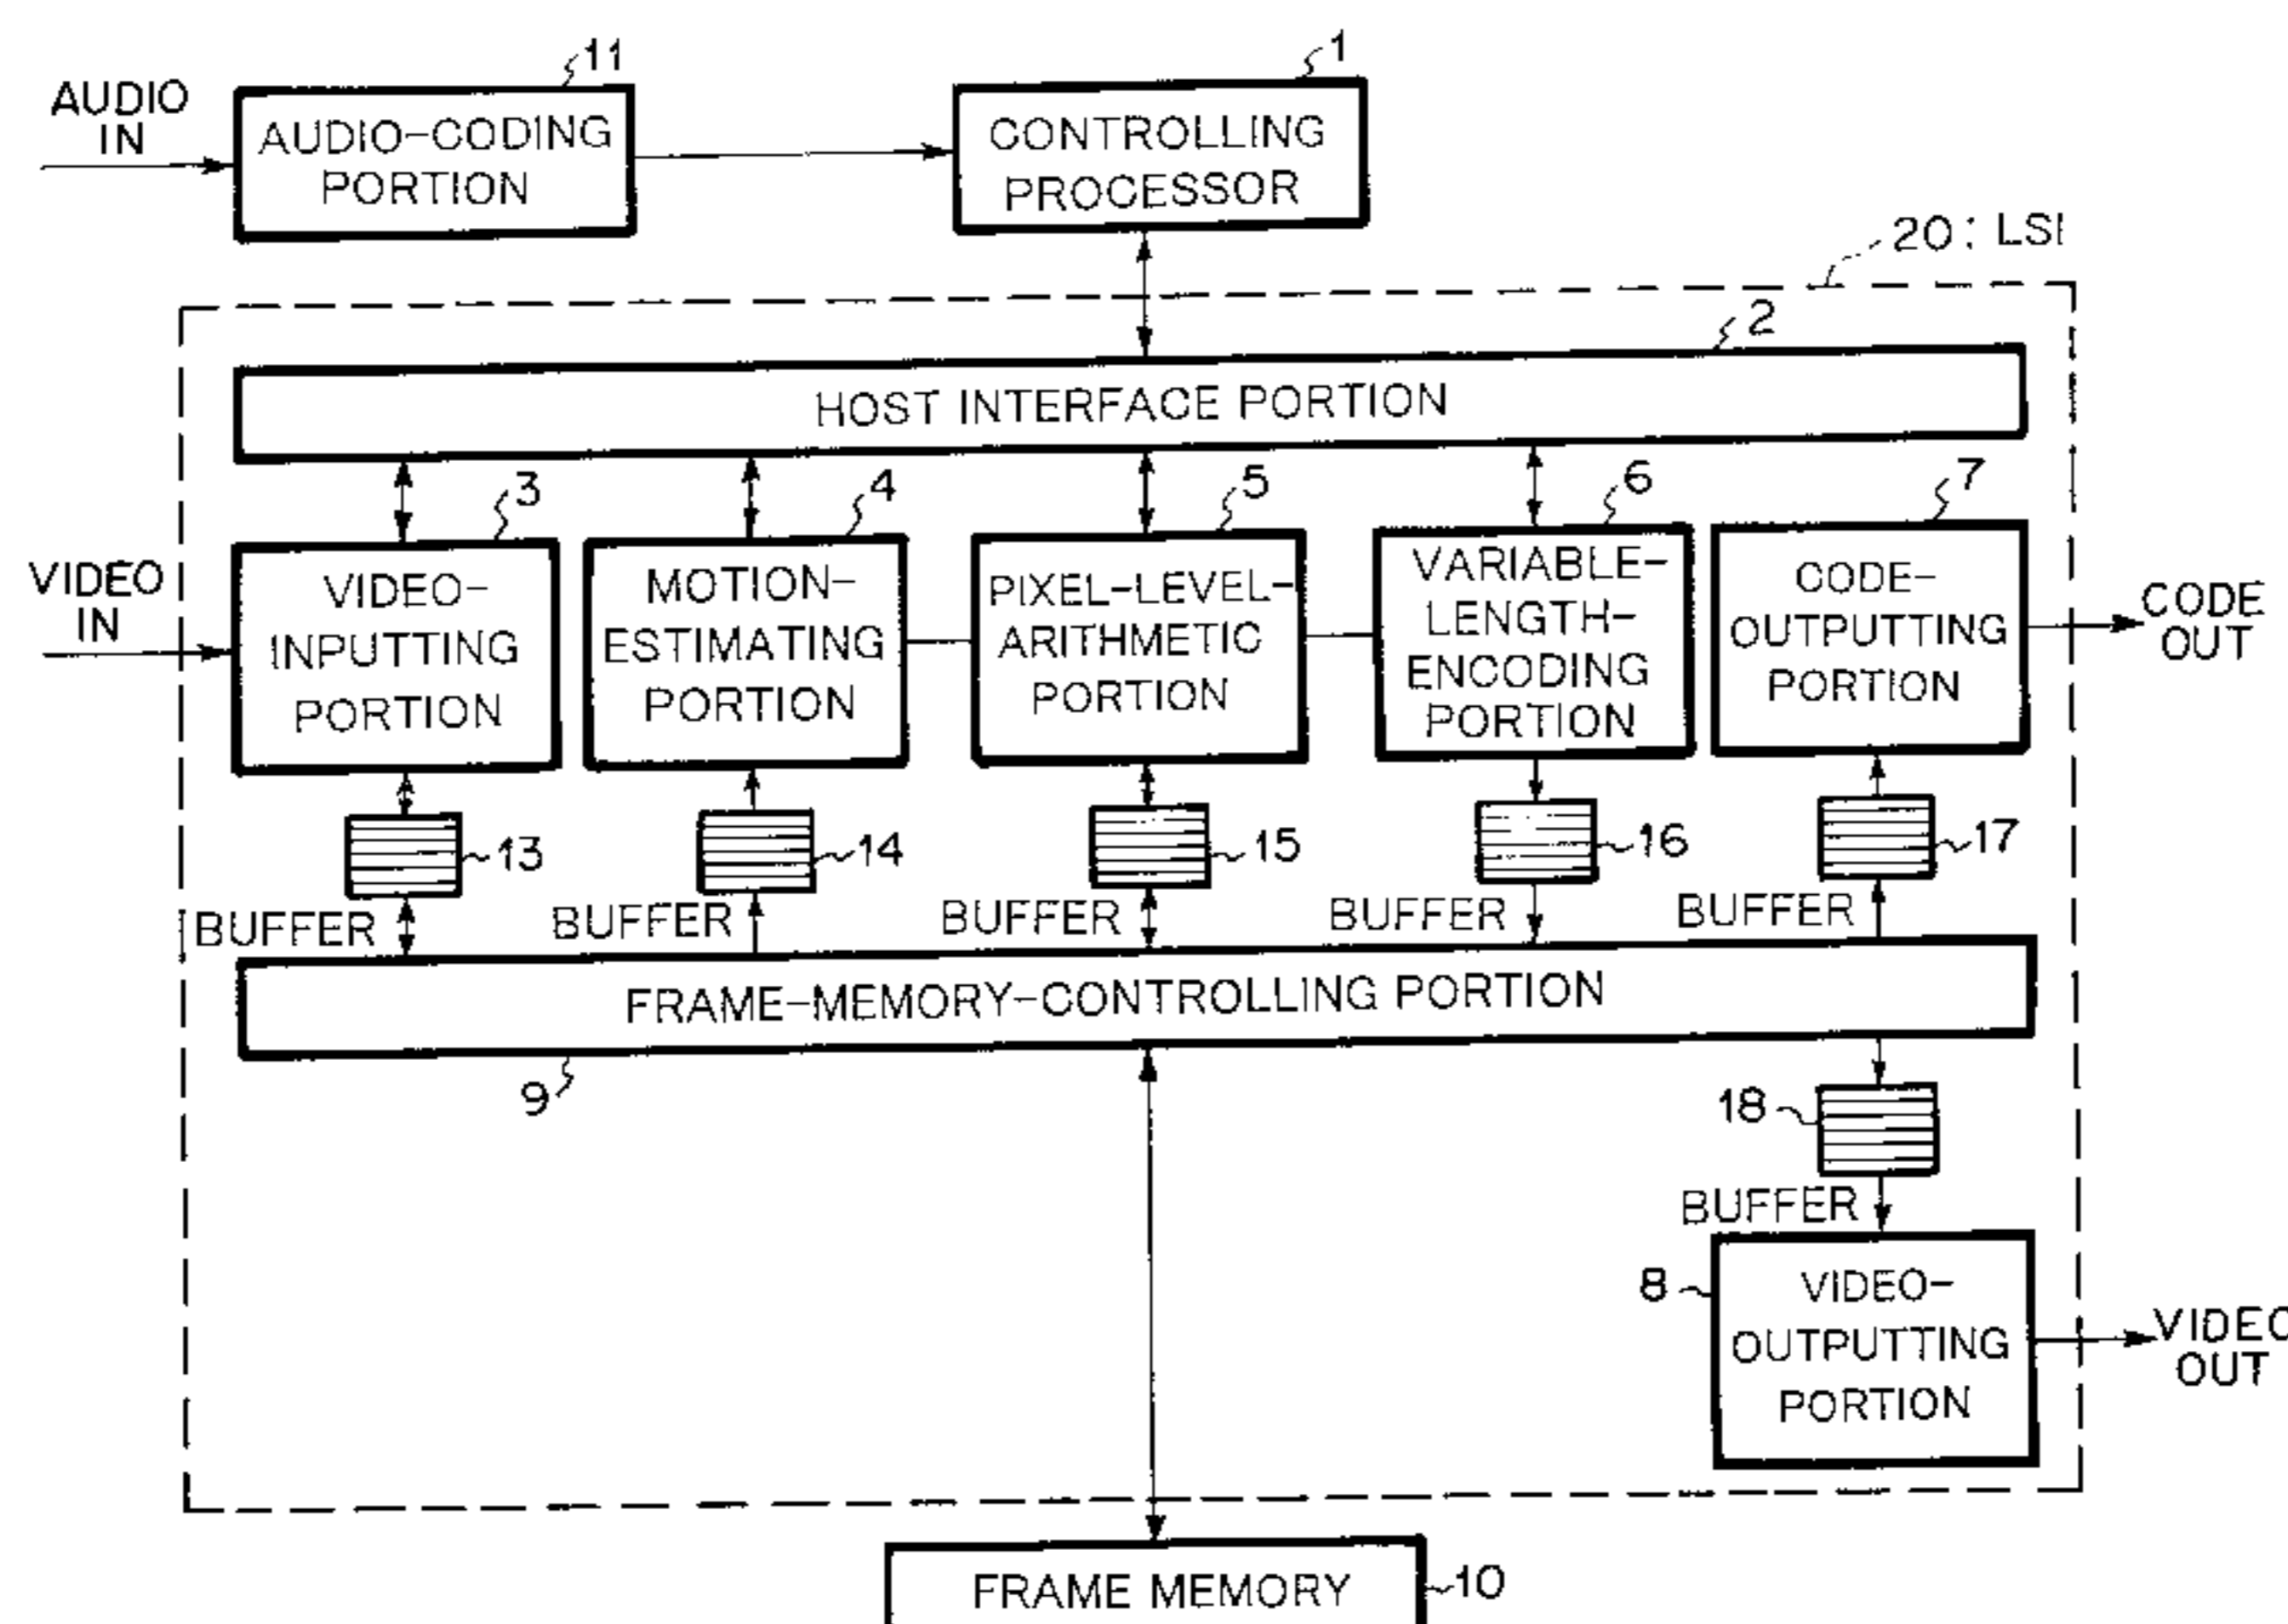 11
1
AUDIO
IN
AUDIO-CODING
PORTION
CONTROLLING
PROCESSOR
20: LSI
2
HOST INTERFACE PORTION
3
4
5
6
7
VIDEO
IN
VIDEO-
INPUTTING
PORTION
MOTION-
ESTIMATING
PORTION
PIXEL-LEVEL-
ARITHMETIC
PORTION
VARIABLE-
LENGTH-
ENCODING
PORTION
CODE-
OUTPUTTING
PORTION
CODE
OUT
13
14
15
16
17
BUFFER
BUFFER
BUFFER
BUFFER
BUFFER
FRAME-MEMORY-CONTROLLING PORTION
9
18
BUFFER
8
VIDEO-
OUTPUTTING
PORTION
VIDEO
OUT
FRAME MEMORY
10